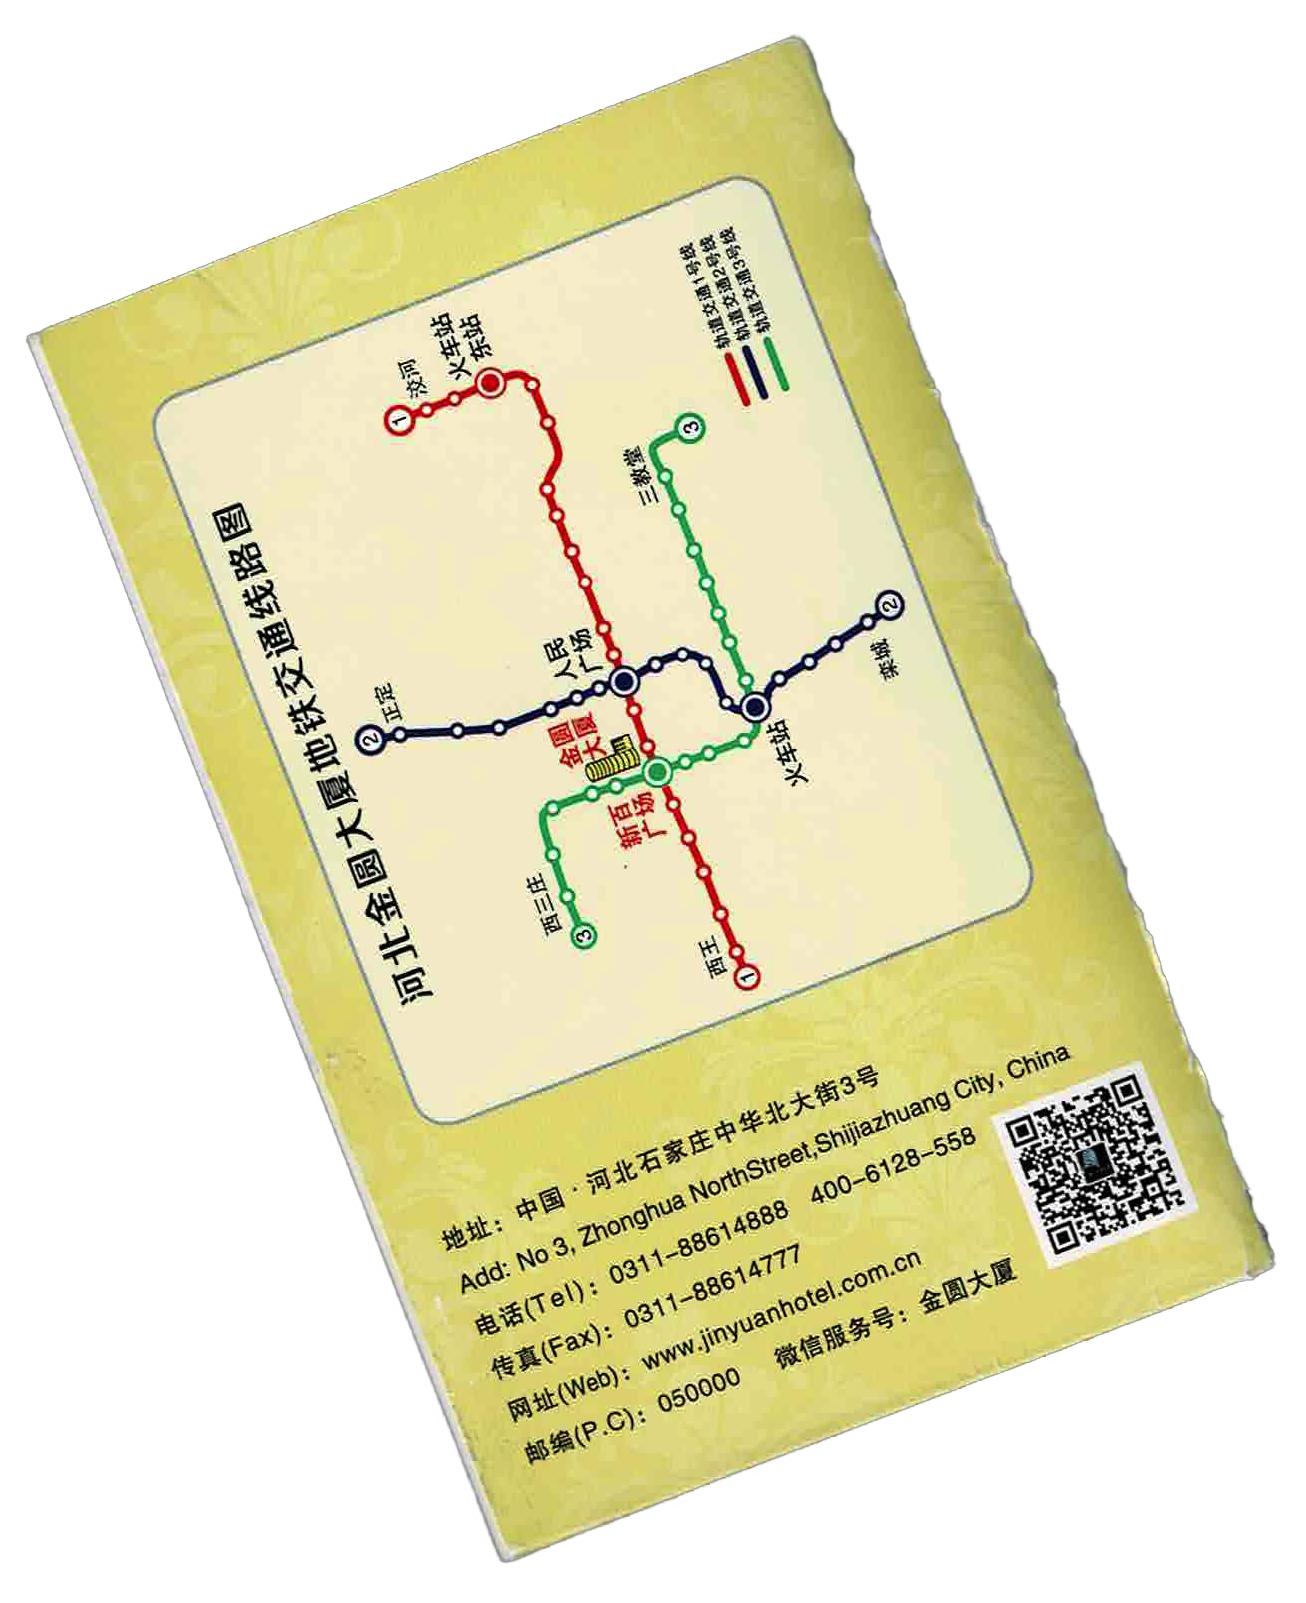 河北金圆大厦地铁交通线路图
1
汶河
火车站
东站
2
正定
人民
广场
金圆
大厦
新百
广场
西三庄
3
西王
1
三教堂
3
火车站
栾城
2
轨道交通1号线
轨道交通2号线
轨道交通3号线
地址：中国·河北石家庄中华北大街3号
Add: No 3, Zhonghua NorthStreet,Shijiazhuang City, China
电话(Tel)：0311-88614888 400-6128-558
传真(Fax)：0311-88614777
网址(Web)：www.jinyuanhotel.com.cn
邮编(P.C)：050000 微信服务号：金圆大厦